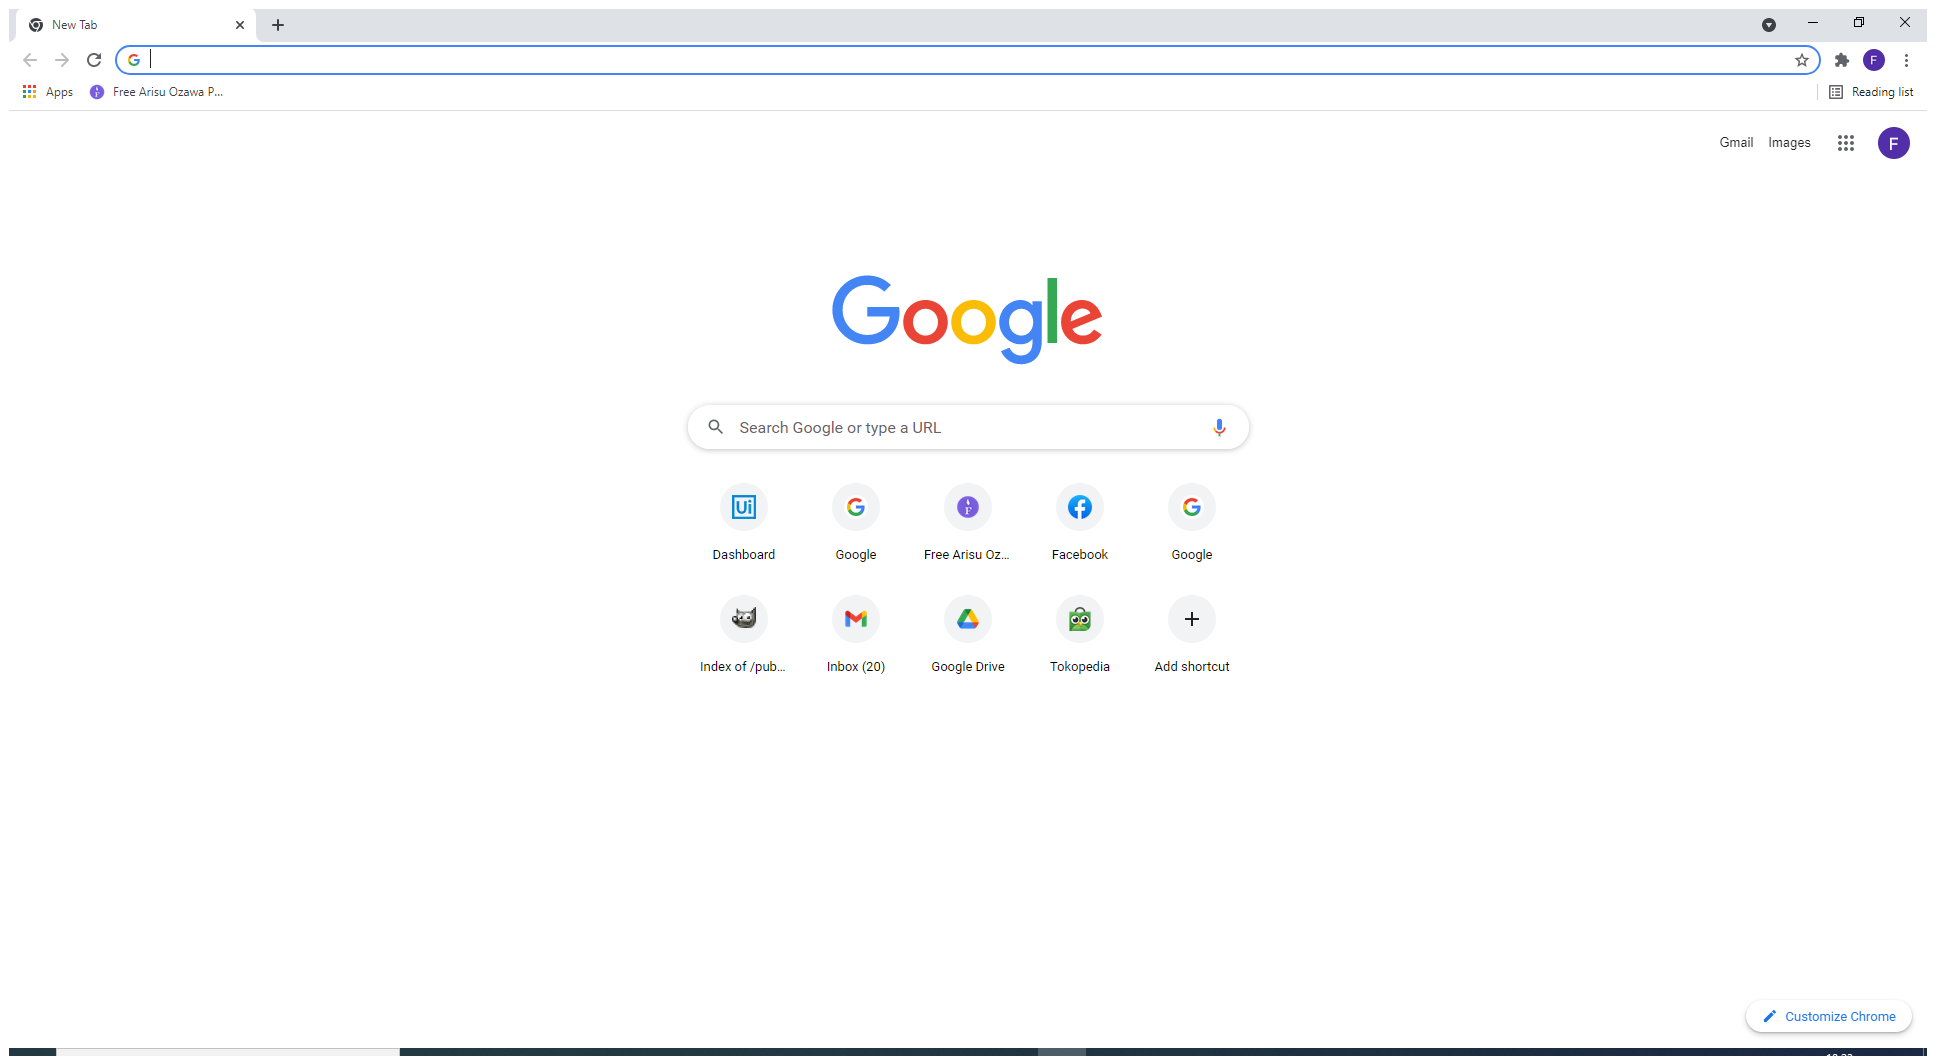 New Tab
Apps Free Arisu Ozawa P... Reading list
Gmail Images F
Google
Search Google or type a URL
Dashboard Google Free Arisu Oz... Facebook Google
Index of /pub... Inbox (20) Google Drive Tokopedia Add shortcut
Customize Chrome